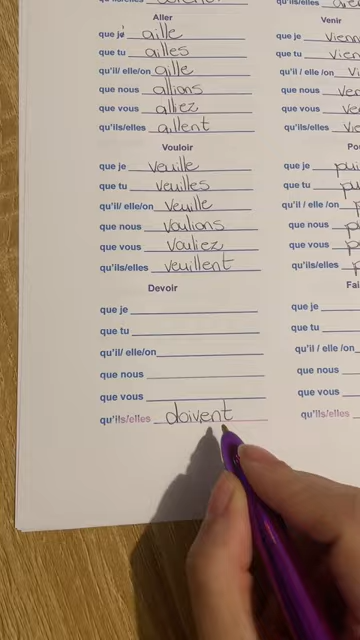 Aller
Venir
que j' aille
que je vienn
que tu ailles
que tu
qu'il/ elle/on aille
qu'il / elle /on
que nous allions
que nous
que vous alliez
que vous
qu'ils/elles aillent
qu'ils/elles
Vouloir
que je veuille
que je
que tu veuilles
que tu
qu'il/ elle/on veuille
qu'il / elle /on
que nous voulions
que nous
que vous vouliez
que vous
qu'ils/elles veuillent
qu'ils/elles
Devoir
que je
que je
que tu
que tu
qu'il/ elle/on
qu'il / elle /on
que nous
que nous
que vous
que vous
qu'ils/elles doivent
qu'ils/elles